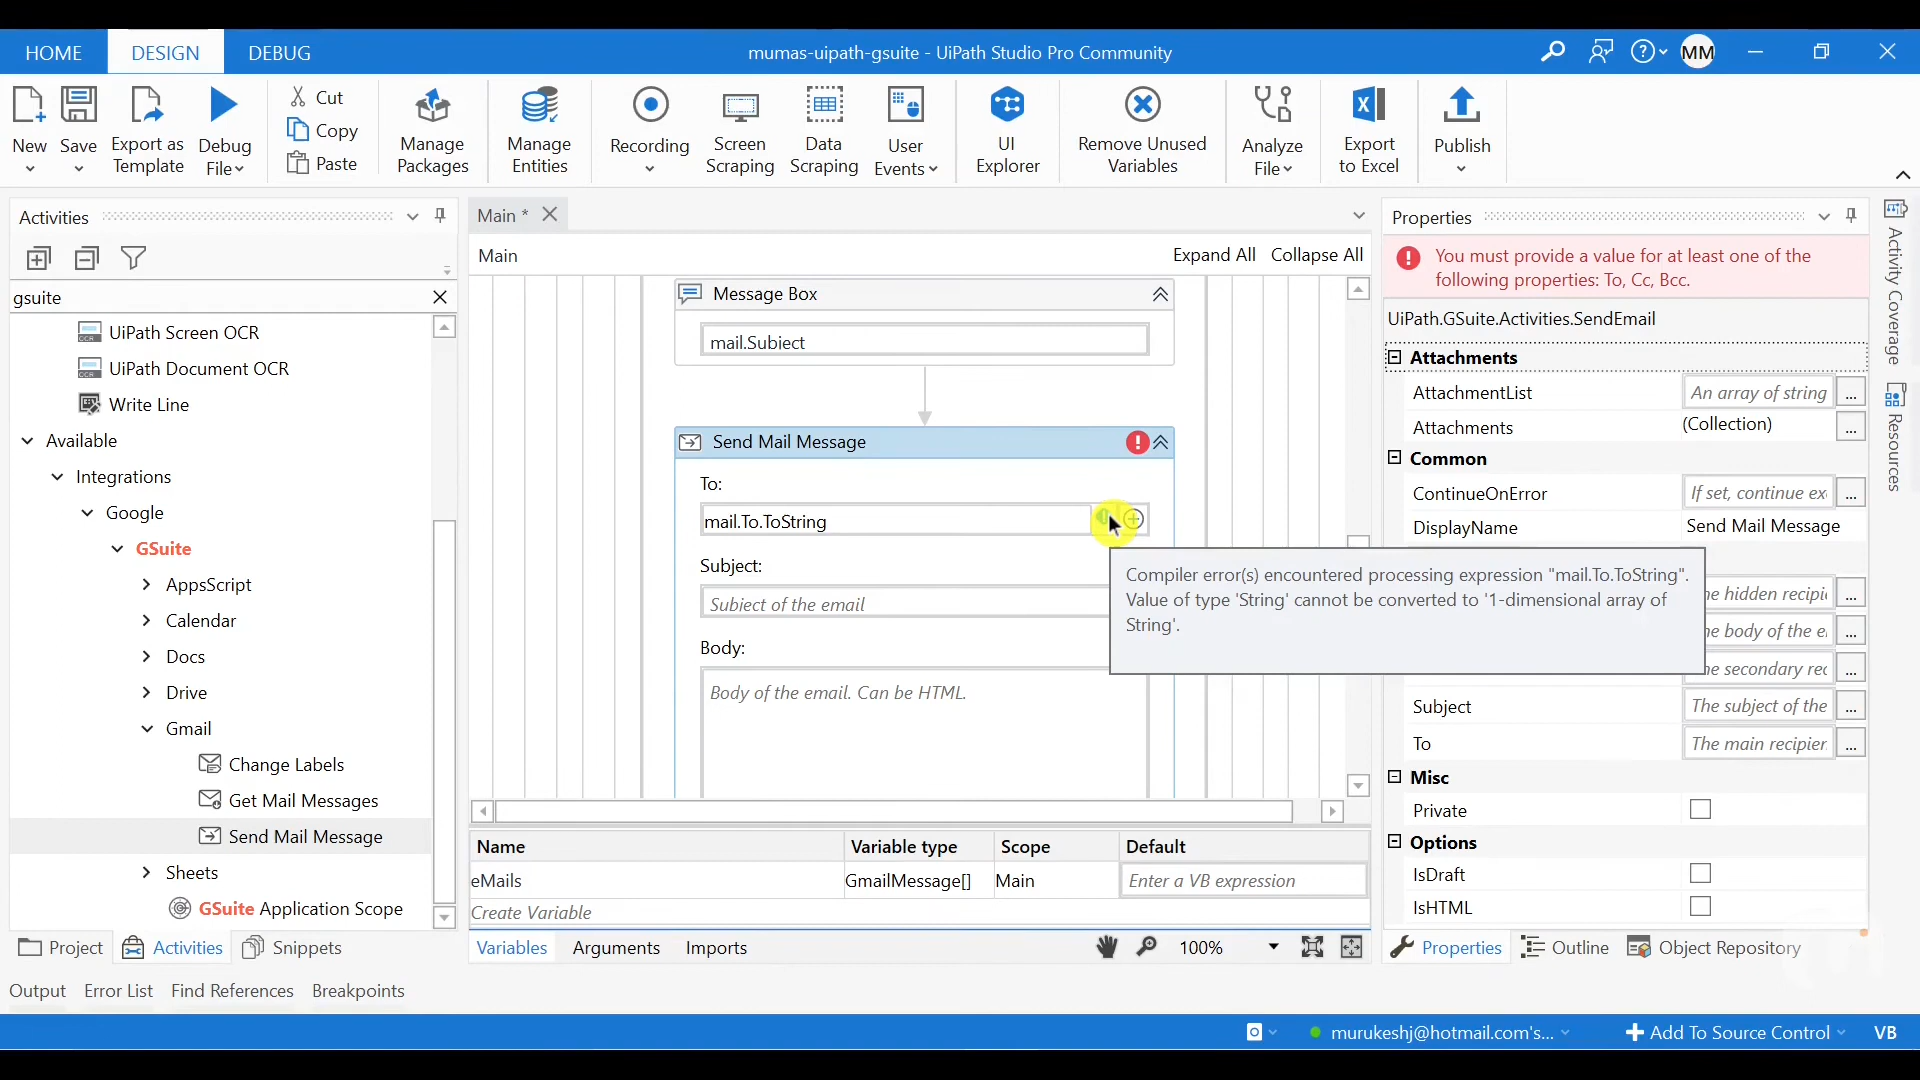 HOME
DESIGN
DEBUG
mumas-uipath-gsuite - UiPath Studio Pro Community
MM
New
Save
Export as
Template
Debug
File
Cut
Copy
Paste
Manage
Packages
Manage
Entities
Recording
Screen
Scraping
Data
Scraping
User
Events
UI
Explorer
Remove Unused
Variables
Analyze
File
Export
to Excel
Publish
Activities
gsuite
UiPath Screen OCR
UiPath Document OCR
Write Line
Available
Integrations
Google
GSuite
AppsScript
Calendar
Docs
Drive
Gmail
Change Labels
Get Mail Messages
Send Mail Message
Sheets
GSuite Application Scope
Project
Activities
Snippets
Main *
Main
Expand All
Collapse All
Message Box
mail.Subject
Send Mail Message
To:
mail.To.ToString
Subject:
Subject of the email
Body:
Body of the email. Can be HTML.
Compiler error(s) encountered processing expression "mail.To.ToString".
Value of type 'String' cannot be converted to '1-dimensional array of
String'.
Name
Variable type
Scope
Default
eMails
GmailMessage[]
Main
Enter a VB expression
Create Variable
Variables
Arguments
Imports
100%
Properties
You must provide a value for at least one of the
following properties: To, Cc, Bcc.
UiPath.GSuite.Activities.SendEmail
Attachments
AttachmentList
An array of string
...
Attachments
(Collection)
...
Common
ContinueOnError
If set, continue ex
...
DisplayName
Send Mail Message
he hidden recipi
...
he body of the e
...
he secondary rec
...
Subject
The subject of the
...
To
The main recipier
...
Misc
Private
Options
IsDraft
IsHTML
Properties
Outline
Object Repository
Activity Coverage
Resources
Output
Error List
Find References
Breakpoints
murukeshj@hotmail.com's...
Add To Source Control
VB